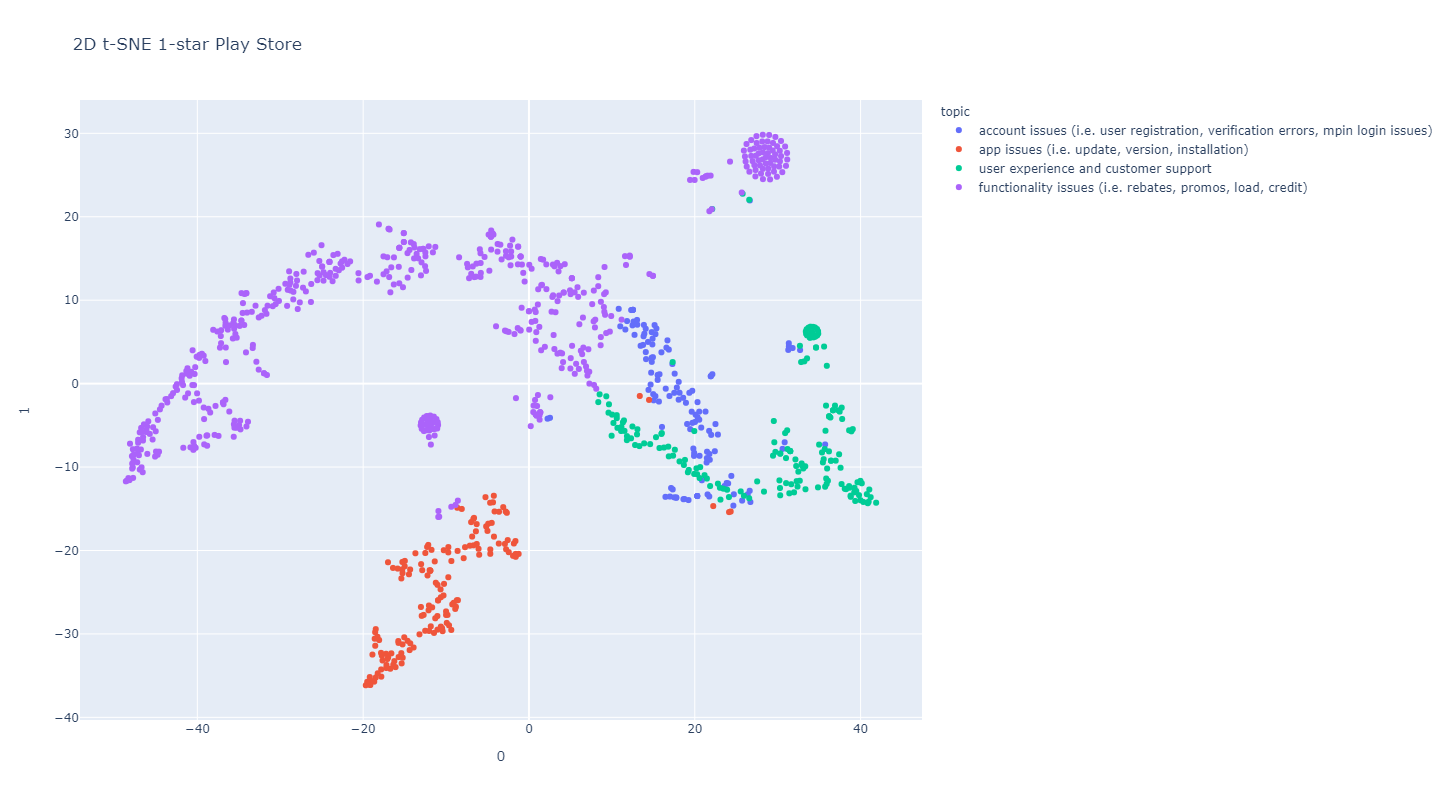 2D t-SNE 1-star Play Store
topic
account issues (i.e. user registration, verification errors, mpin login issues)
app issues (i.e. update, version, installation)
user experience and customer support
functionality issues (i.e. rebates, promos, load, credit)
30
20
10
0
−10
−20
−30
−40
1
−40
−20
0
20
40
0